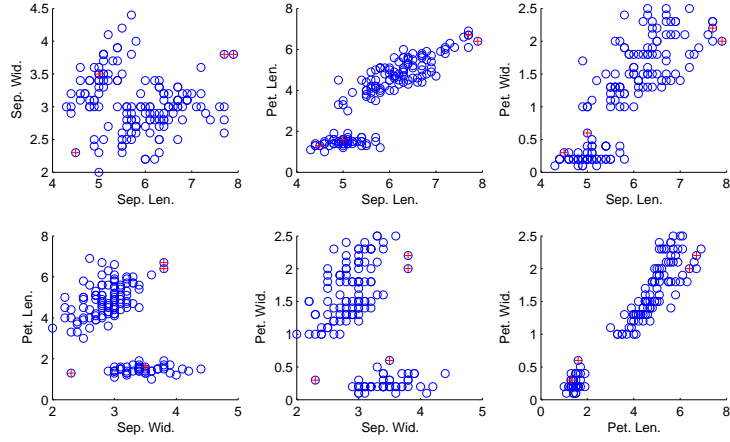 4.5
4
3.5
3
2.5
2
4 5 6 7 8
Sep. Wid.
Sep. Len.
8
6
4
2
0
4 5 6 7 8
Pet. Len.
Sep. Len.
2.5
2
1.5
1
0.5
0
4 5 6 7 8
Pet. Wid.
Sep. Len.
8
6
4
2
0
2 3 4 5
Pet. Len.
Sep. Wid.
2.5
2
1.5
1
0.5
0
2 3 4 5
Pet. Wid.
Sep. Wid.
2.5
2
1.5
1
0.5
0
0 2 4 6 8
Pet. Wid.
Pet. Len.